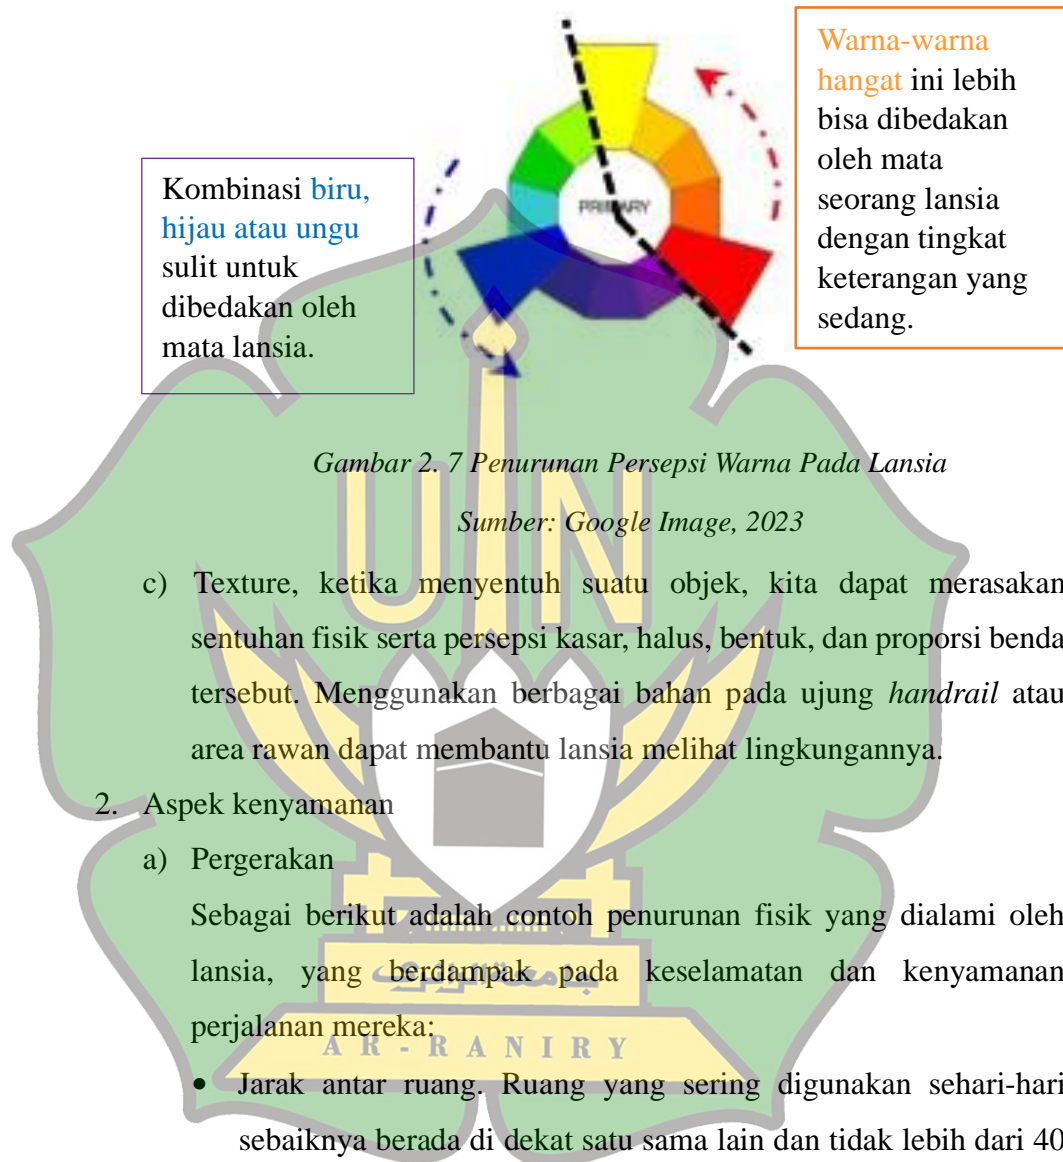 Warna-warna
hangat ini lebih
bisa dibedakan
oleh mata
seorang lansia
dengan tingkat
keterangan yang
sedang.
Kombinasi biru,
hijau atau ungu
sulit untuk
dibedakan oleh
mata lansia.
PRIMARY
Gambar 2. 7 Penurunan Persepsi Warna Pada Lansia
Sumber: Google Image, 2023
c) Texture, ketika menyentuh suatu objek, kita dapat merasakan
sentuhan fisik serta persepsi kasar, halus, bentuk, dan proporsi benda
tersebut. Menggunakan berbagai bahan pada ujung handrail atau
area rawan dapat membantu lansia melihat lingkungannya.
2. Aspek kenyamanan
a) Pergerakan
Sebagai berikut adalah contoh penurunan fisik yang dialami oleh
lansia, yang berdampak pada keselamatan dan kenyamanan
perjalanan mereka:
• Jarak antar ruang. Ruang yang sering digunakan sehari-hari
sebaiknya berada di dekat satu sama lain dan tidak lebih dari 40
UIN
جامعة الرانري
AR-RANIRY